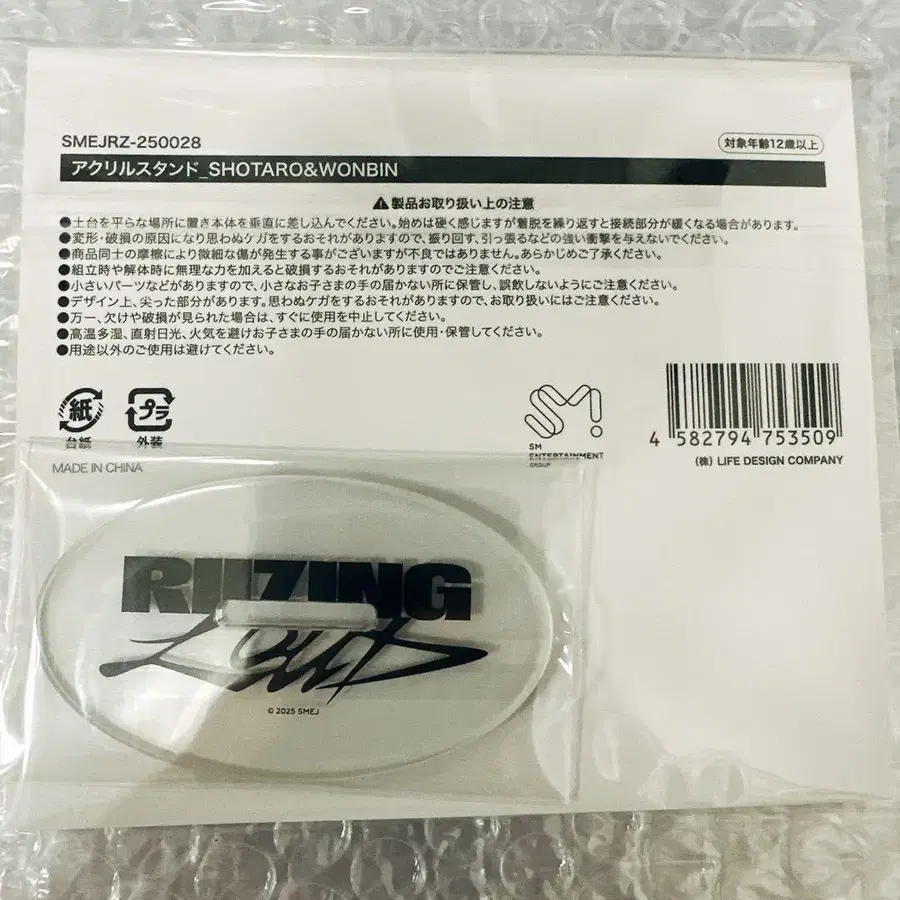 SMEJRZ-250028
対象年齢12歳以上
アクリルスタンド_SHOTARO&WONBIN
⚠製品お取り扱い上の注意
●土台を平らな場所に置き本体を垂直に差し込んでください。始めは硬く感じますが着脱を繰り返すと接続部分が緩くなる場合があります。
●変形・破損の原因になり思わぬケガをするおそれがありますので、振り回す、引っ張るなどの強い衝撃を与えないでください。
●商品同士の摩擦により微細な傷が発生する事がございますが不良ではありません。あらかじめご了承ください。
●組立時や解体時に無理な力を加えると破損するおそれがありますのでご注意ください。
●小さいパーツなどがありますので、小さなお子さまの手の届かない所に保管し、誤飲しないようにご注意ください。
●デザイン上、尖った部分があります。思わぬケガをするおそれがありますので、お取り扱いにはご注意ください。
●万一、欠けや破損が見られた場合は、すぐに使用を中止してください。
●高温多湿、直射日光、火気を避けお子さまの手の届かない所に使用・保管してください。
●用途以外のご使用は避けてください。
紙
台紙
プラ
外装
SM
SM
ENTERTAINMENT
GROUP
4 582794 753509
(株) LIFE DESIGN COMPANY
MADE IN CHINA
RIIZING
LOUD
© 2025 SMEJ